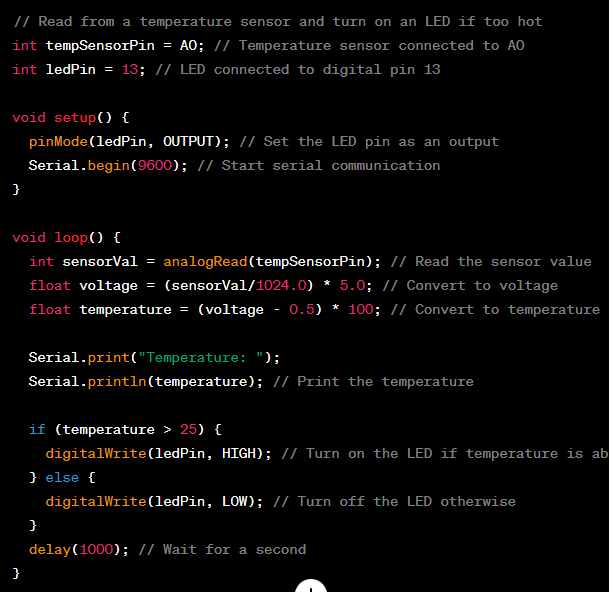 // Read from a temperature sensor and turn on an LED if too hot
int tempSensorPin = A0; // Temperature sensor connected to A0
int ledPin = 13; // LED connected to digital pin 13
void setup() {
pinMode(ledPin, OUTPUT); // Set the LED pin as an output
Serial.begin(9600); // Start serial communication
}
void loop() {
int sensorVal = analogRead(tempSensorPin); // Read the sensor value
float voltage = (sensorVal/1024.0) * 5.0; // Convert to voltage
float temperature = (voltage - 0.5) * 100; // Convert to temperature
Serial.print("Temperature: ");
Serial.println(temperature); // Print the temperature
if (temperature > 25) {
digitalWrite(ledPin, HIGH); // Turn on the LED if temperature is ab
} else {
digitalWrite(ledPin, LOW); // Turn off the LED otherwise
}
delay(1000); // Wait for a second
}